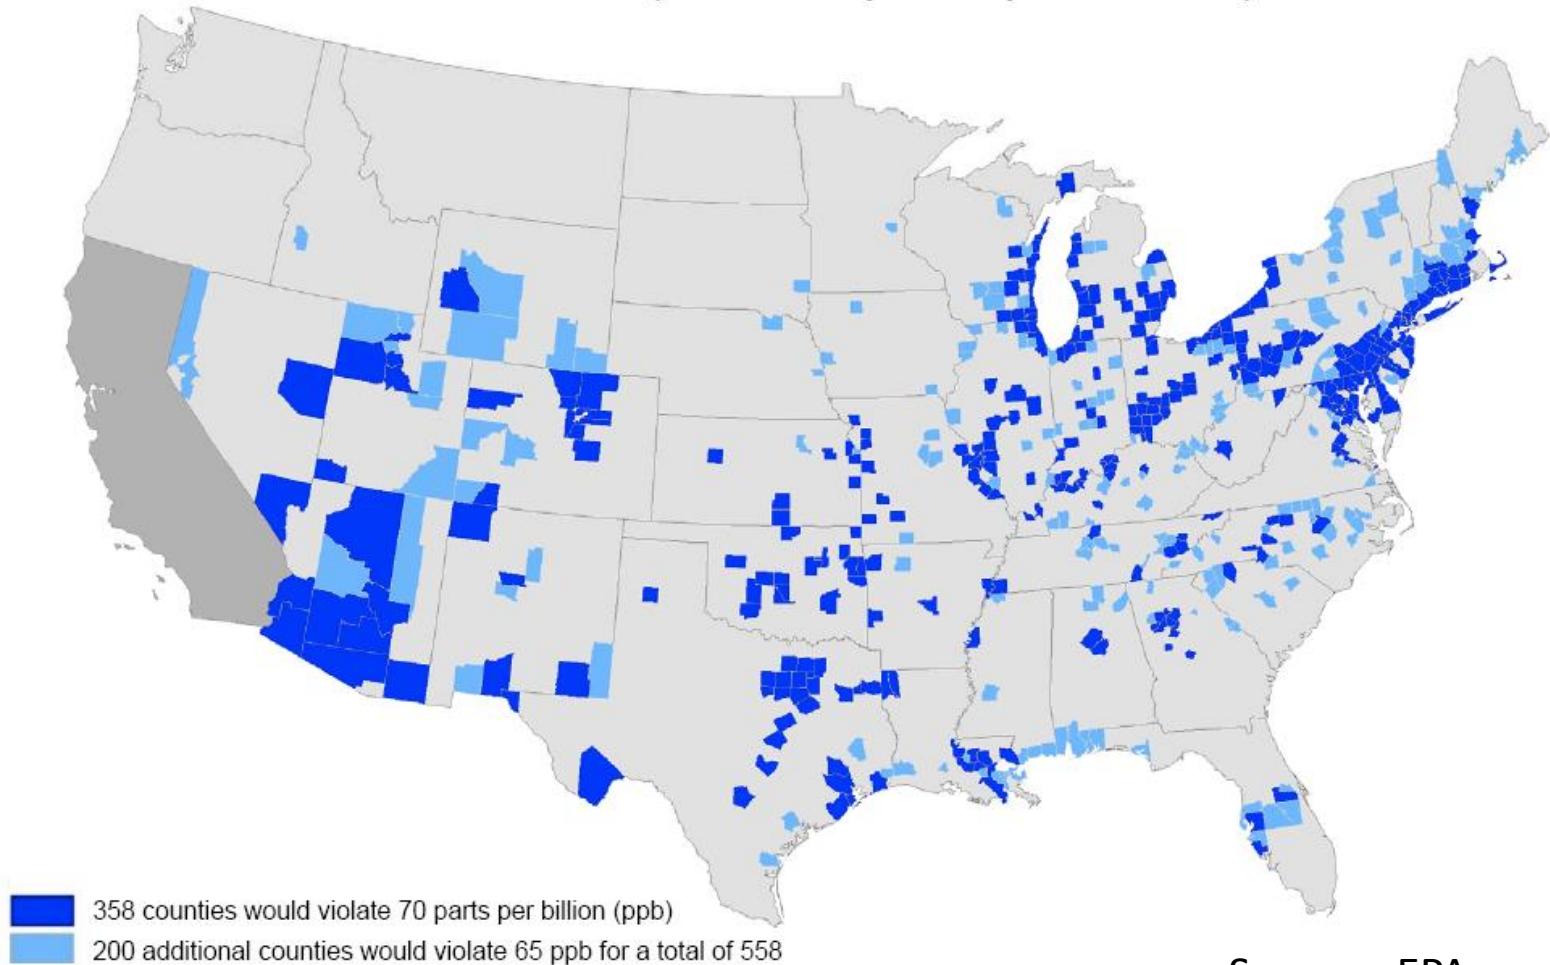 358 counties would violate 70 parts per billion (ppb)
200 additional counties would violate 65 ppb for a total of 558